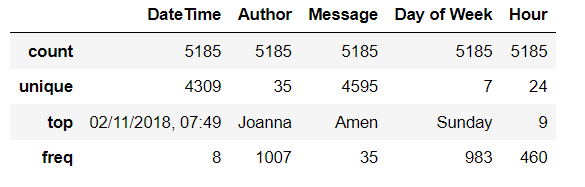 DateTime Author Message Day of Week Hour
count 5185 5185 5185 5185 5185
unique 4309 35 4595 7 24
top 02/11/2018, 07:49 Joanna Amen Sunday 9
freq 8 1007 35 983 460